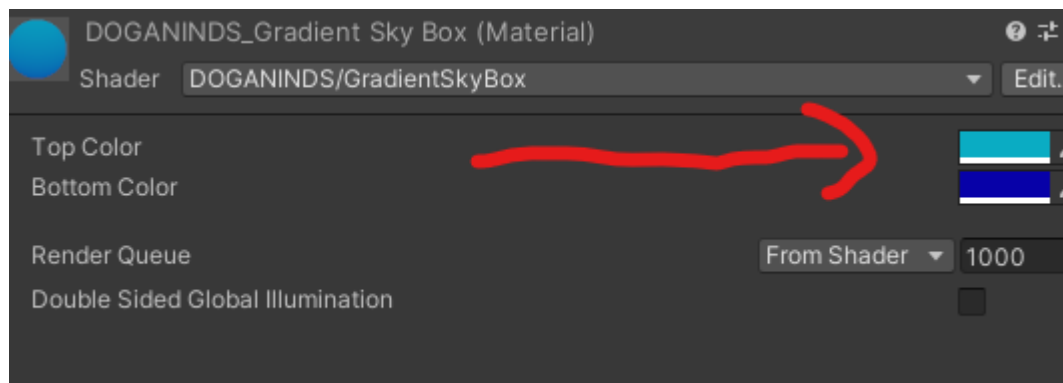 DOGANINDS_Gradient Sky Box (Material)
Shader DOGANINDS/GradientSkyBox Edit.
Top Color
Bottom Color
Render Queue From Shader 1000
Double Sided Global Illumination